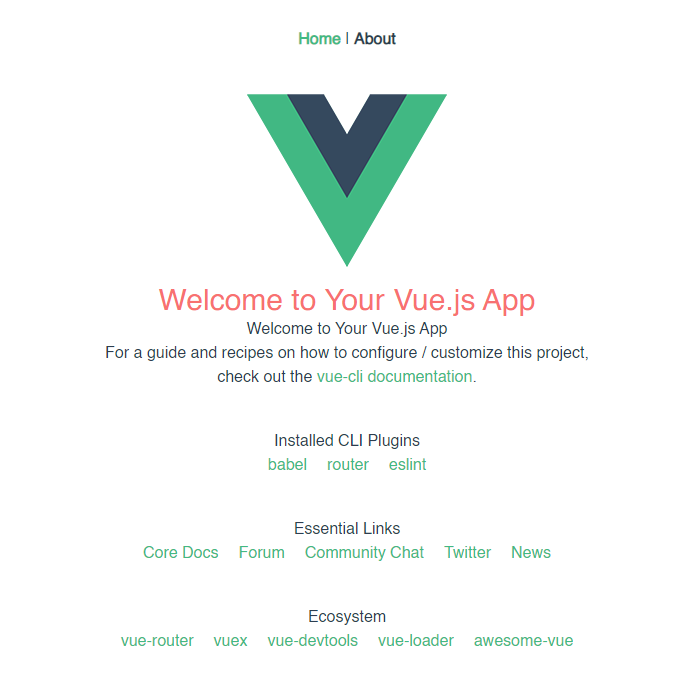 Home | About
Welcome to Your Vue.js App
Welcome to Your Vue.js App
For a guide and recipes on how to configure / customize this project,
check out the vue-cli documentation.
Installed CLI Plugins
babel router eslint
Essential Links
Core Docs Forum Community Chat Twitter News
Ecosystem
vue-router vuex vue-devtools vue-loader awesome-vue